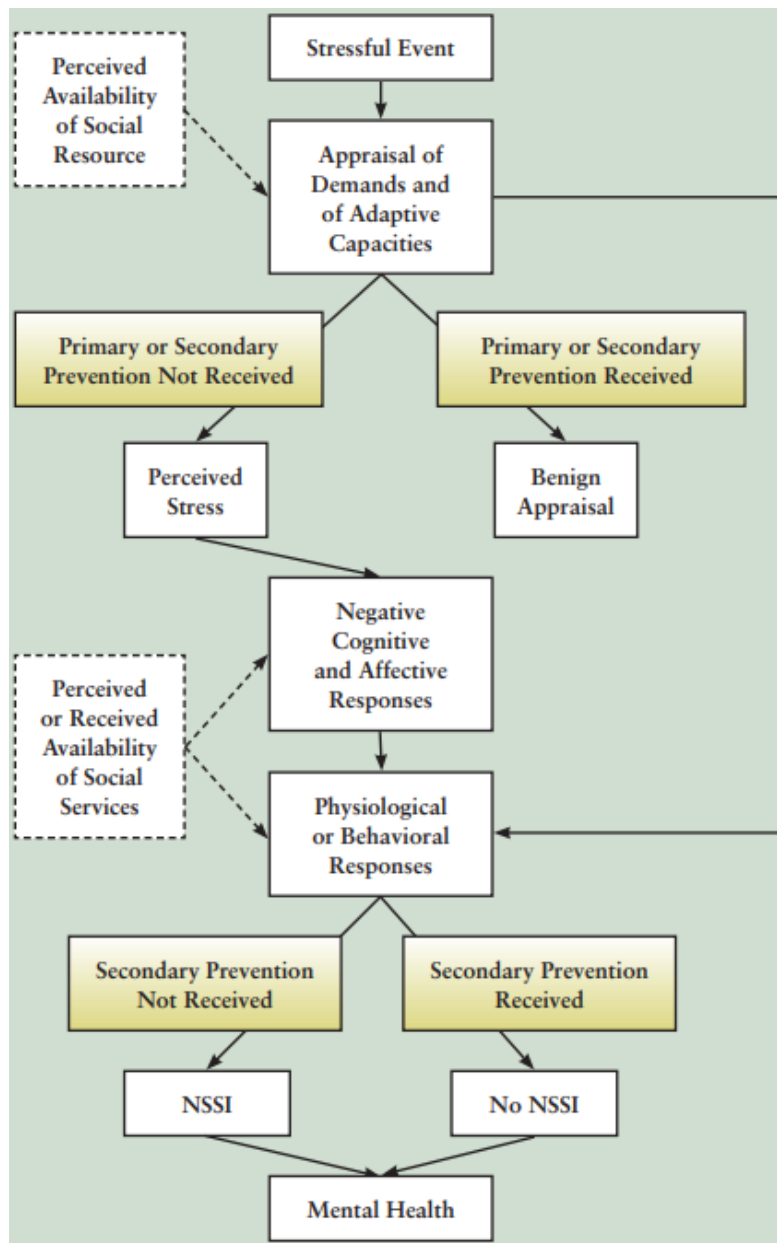 Stressful Event
Perceived
Availability
of Social
Resource
Appraisal of
Demands and
of Adaptive
Capacities
Primary or Secondary
Prevention Not Received
Primary or Secondary
Prevention Received
Perceived
Stress
Benign
Appraisal
Negative
Cognitive
and Affective
Responses
Perceived
or Received
Availability
of Social
Services
Physiological
or Behavioral
Responses
Secondary Prevention
Not Received
Secondary Prevention
Received
NSSI
No NSSI
Mental Health